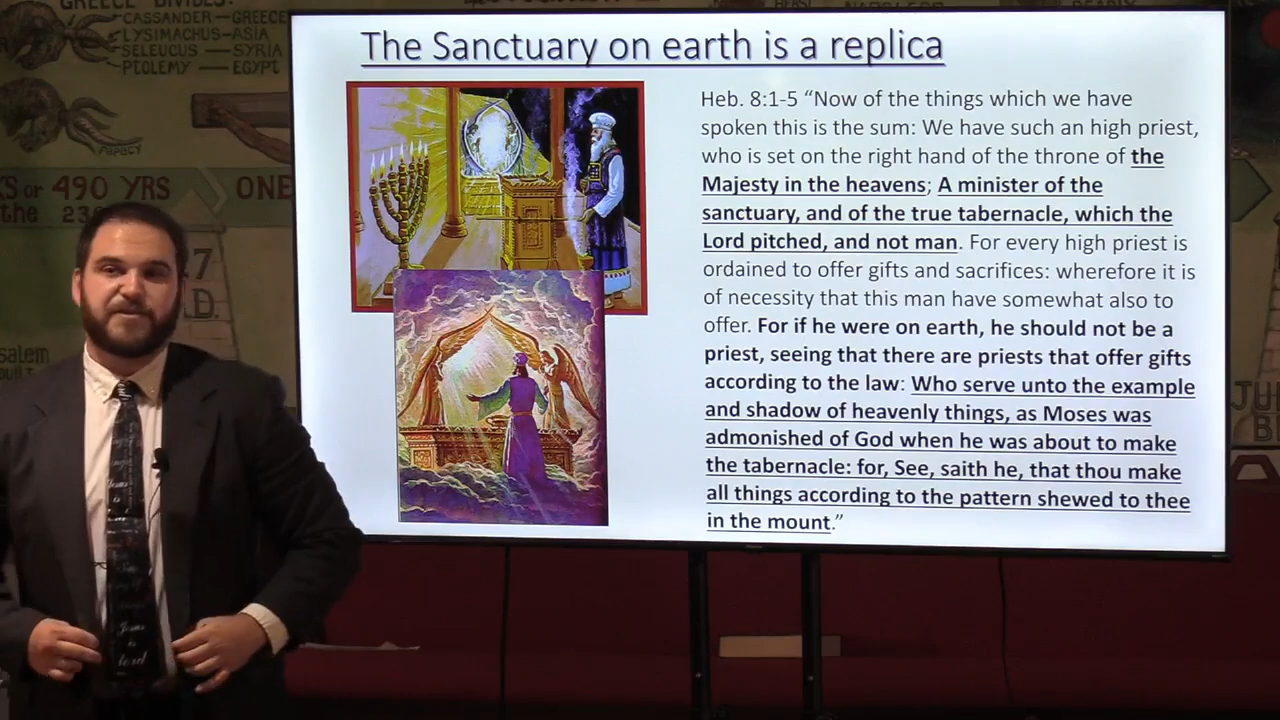 GREECE DIVIDES:
CASSANDER — GREECE
LYSIMACHUS — ASIA
SELEUCUS — SYRIA
PTOLEMY — EGYPT
PAPACY
490 YRS
ONE
or
the
The Sanctuary on earth is a replica
Heb. 8:1-5 “Now of the things which we have
spoken this is the sum: We have such an high priest,
who is set on the right hand of the throne of the
Majesty in the heavens; A minister of the
sanctuary, and of the true tabernacle, which the
Lord pitched, and not man. For every high priest is
ordained to offer gifts and sacrifices: wherefore it is
of necessity that this man have somewhat also to
offer. For if he were on earth, he should not be a
priest, seeing that there are priests that offer gifts
according to the law: Who serve unto the example
and shadow of heavenly things, as Moses was
admonished of God when he was about to make
the tabernacle: for, See, saith he, that thou make
all things according to the pattern shewed to thee
in the mount.”
Jesus
is
Jesus
is
lord